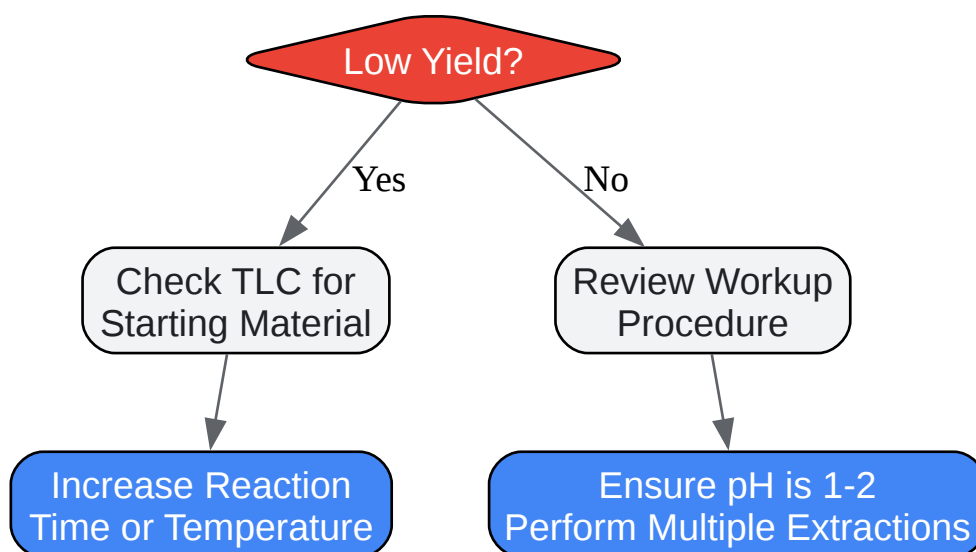 Low Yield?
Yes
No
Check TLC for
Starting Material
Review Workup
Procedure
Increase Reaction
Time or Temperature
Ensure pH is 1-2
Perform Multiple Extractions